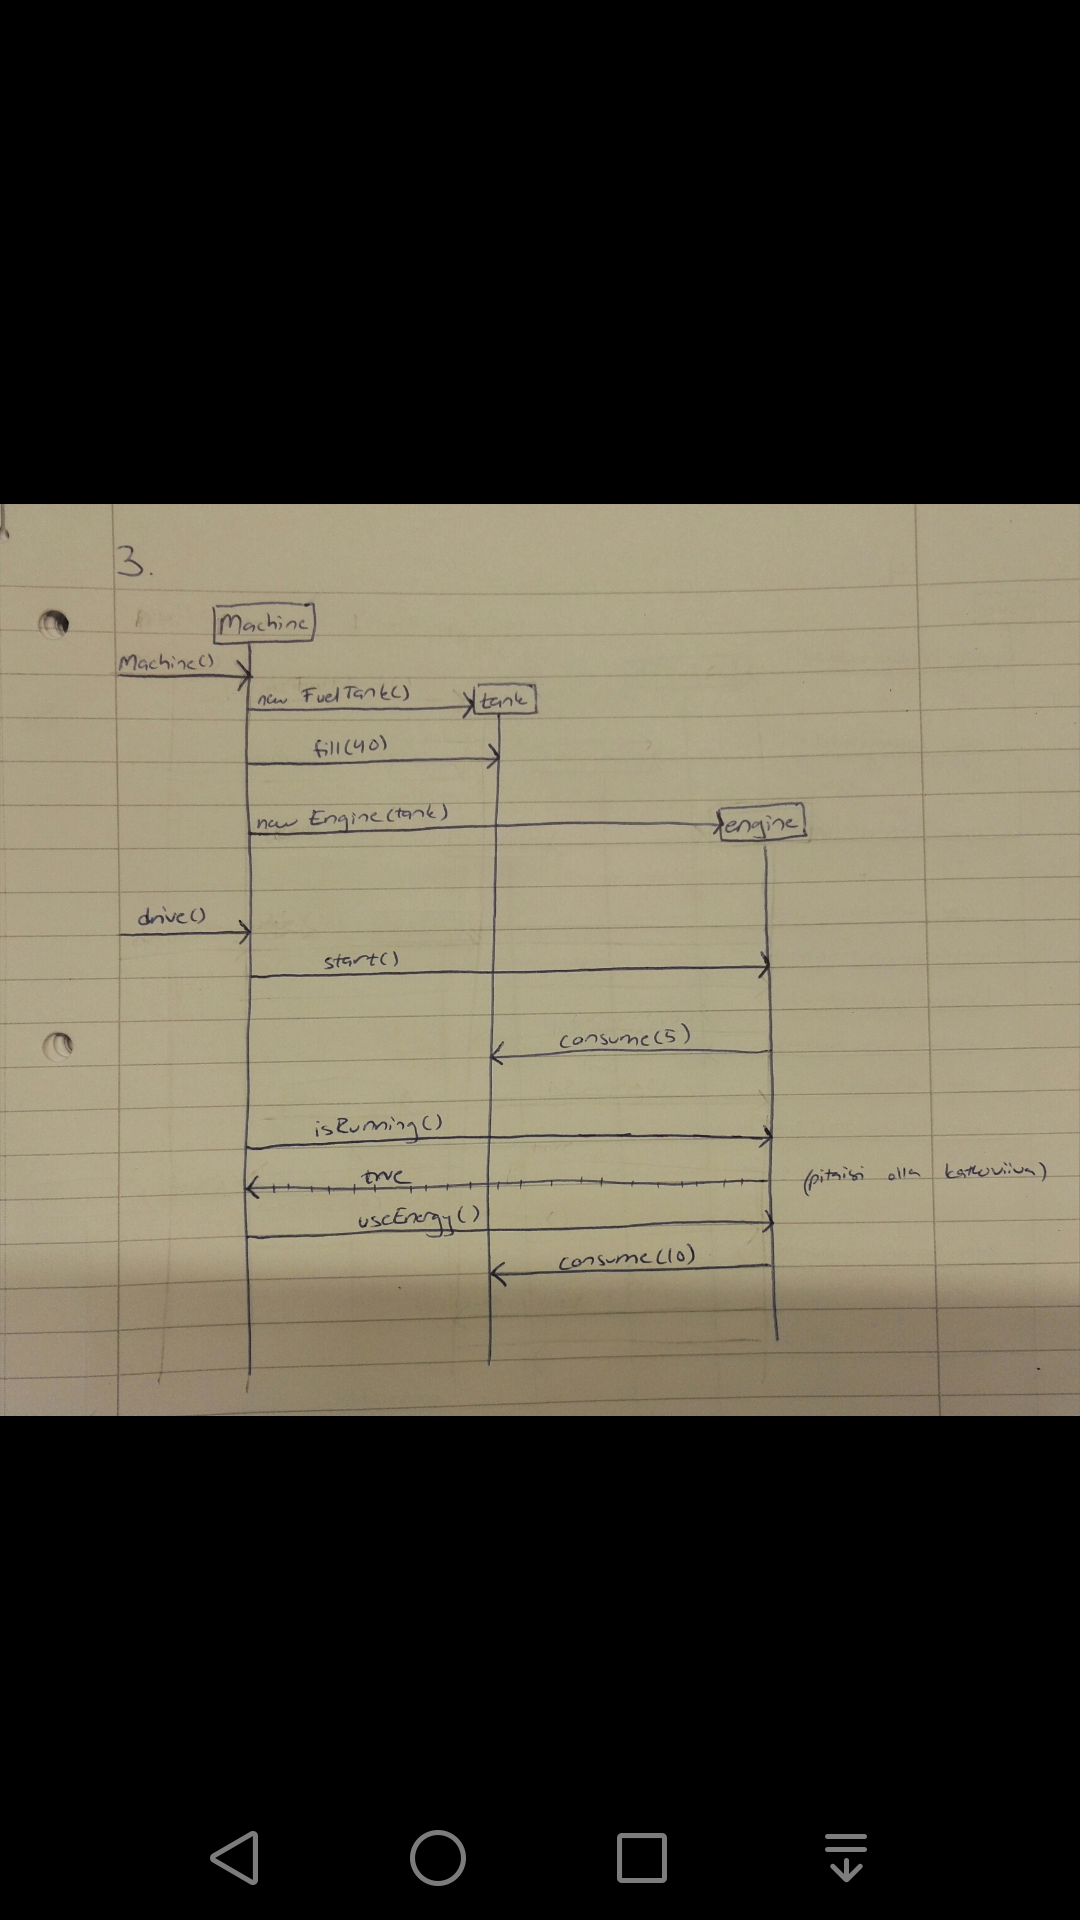 3.
Machine
Machine()
new FuelTank()
tank
fill(40)
new Engine(tank)
engine
drive()
start()
consume(5)
isRunning()
true
(pitäisi olla katkoviiva)
useEnergy()
consume(10)